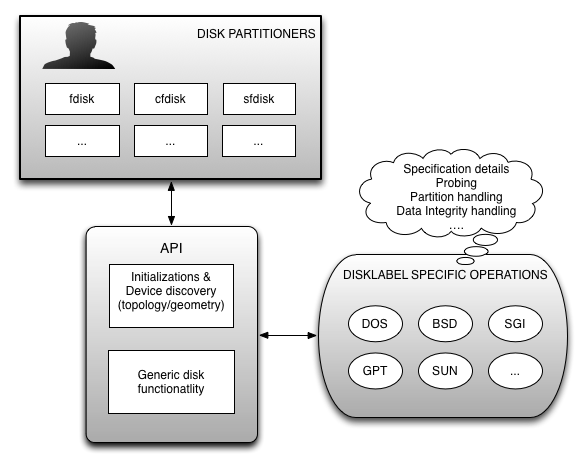 DISK PARTITIONERS
fdisk
cfdisk
sfdisk
...
...
...
Specification details
Probing
Partition handling
Data Integrity handling
....
API
Initializations &
Device discovery
(topology/geometry)
Generic disk
functionatlity
DISKLABEL SPECIFIC OPERATIONS
DOS
BSD
SGI
GPT
SUN
...